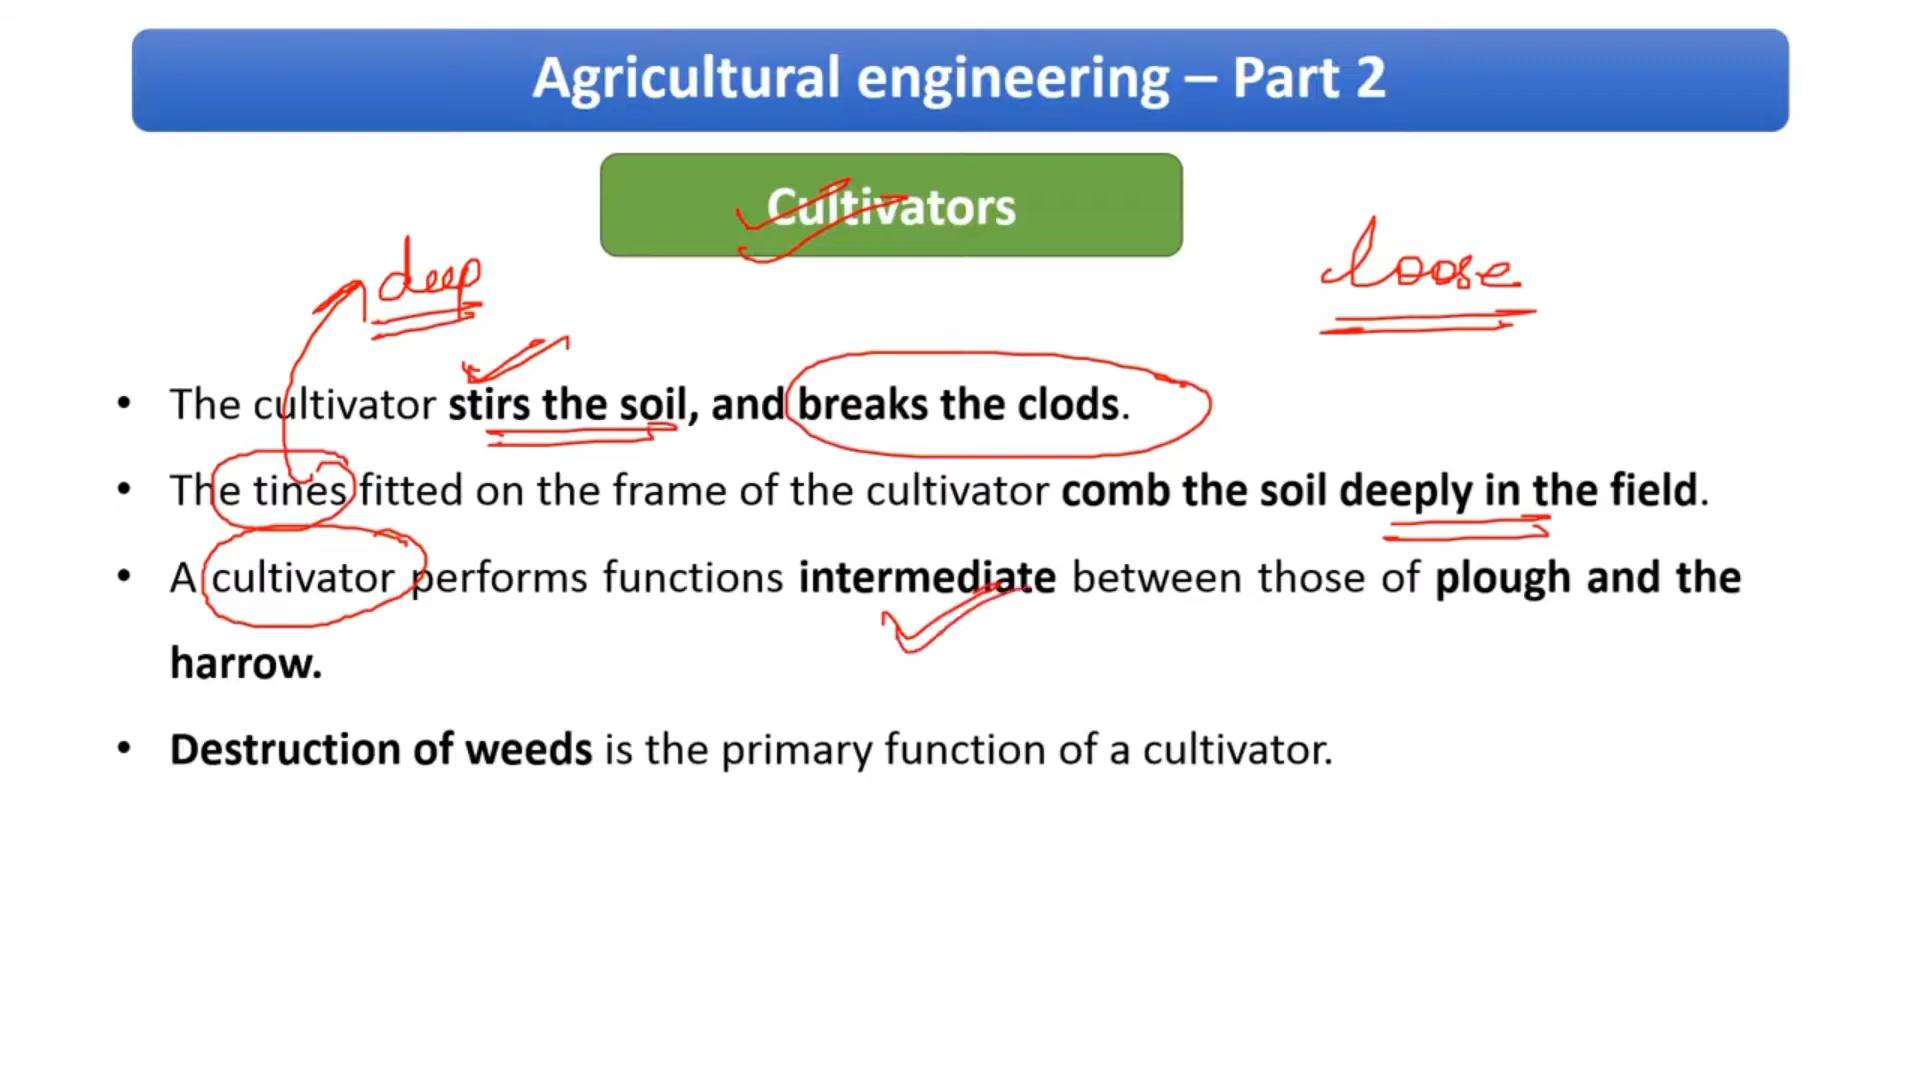 Agricultural engineering – Part 2
Cultivators
deep
loose
• The cultivator stirs the soil, and breaks the clods.
• The tines fitted on the frame of the cultivator comb the soil deeply in the field.
• A cultivator performs functions intermediate between those of plough and the
harrow.
• Destruction of weeds is the primary function of a cultivator.